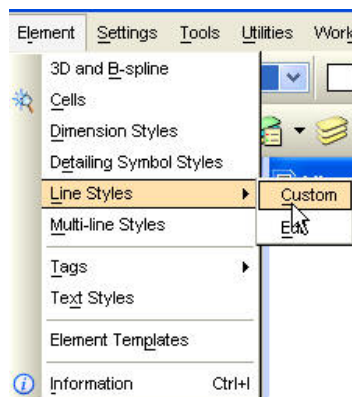 Element Settings Tools Utilities Work
3D and B-spline
Cells
Dimension Styles
Detailing Symbol Styles
Line Styles
Custom
Multi-line Styles
Edit
Tags
Text Styles
Element Templates
Information Ctrl+I